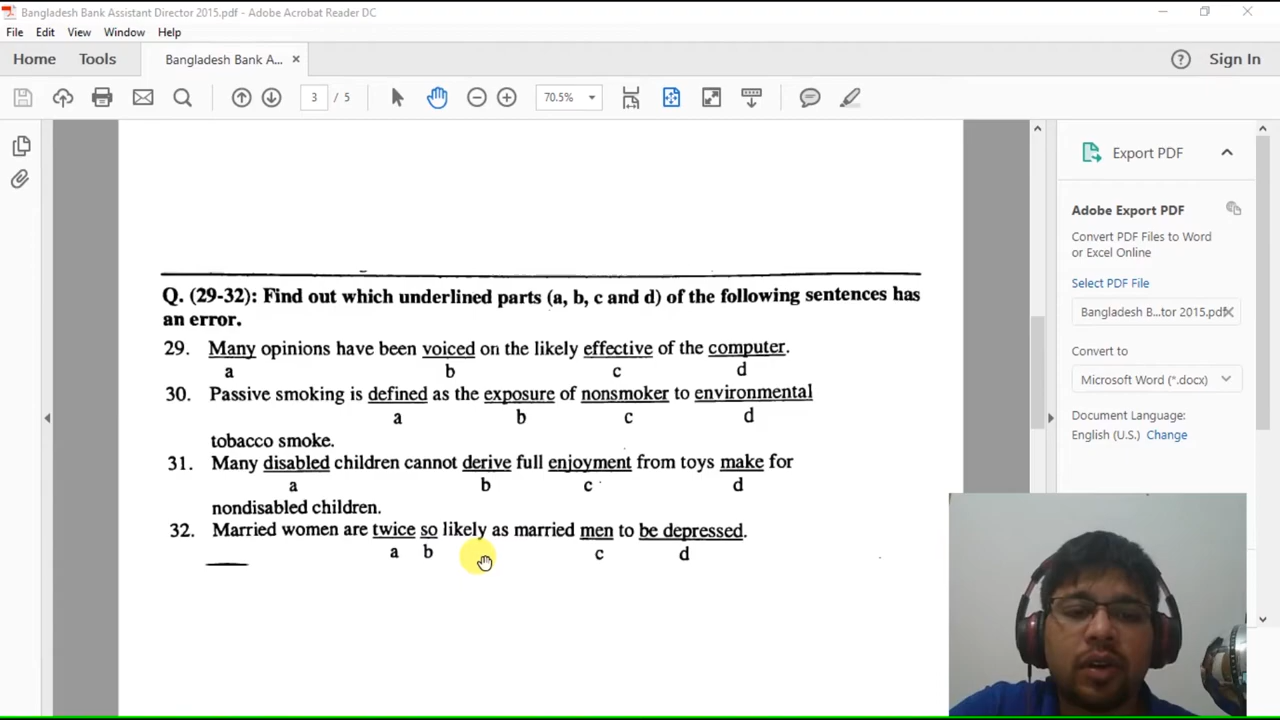 Bangladesh Bank Assistant Director 2015.pdf - Adobe Acrobat Reader DC
File Edit View Window Help
Home Tools Bangladesh Bank A... × Sign In
3 / 5 70.5%
Export PDF
Adobe Export PDF
Convert PDF Files to Word
or Excel Online
Select PDF File
Bangladesh B...tor 2015.pdf
Convert to
Microsoft Word (*.docx)
Document Language:
English (U.S.) Change
Q. (29-32): Find out which underlined parts (a, b, c and d) of the following sentences has
an error.
29. Many opinions have been voiced on the likely effective of the computer.
a b c d
30. Passive smoking is defined as the exposure of nonsmoker to environmental
a b c d
tobacco smoke.
31. Many disabled children cannot derive full enjoyment from toys make for
a b c d
nondisabled children.
32. Married women are twice so likely as married men to be depressed.
a b c d